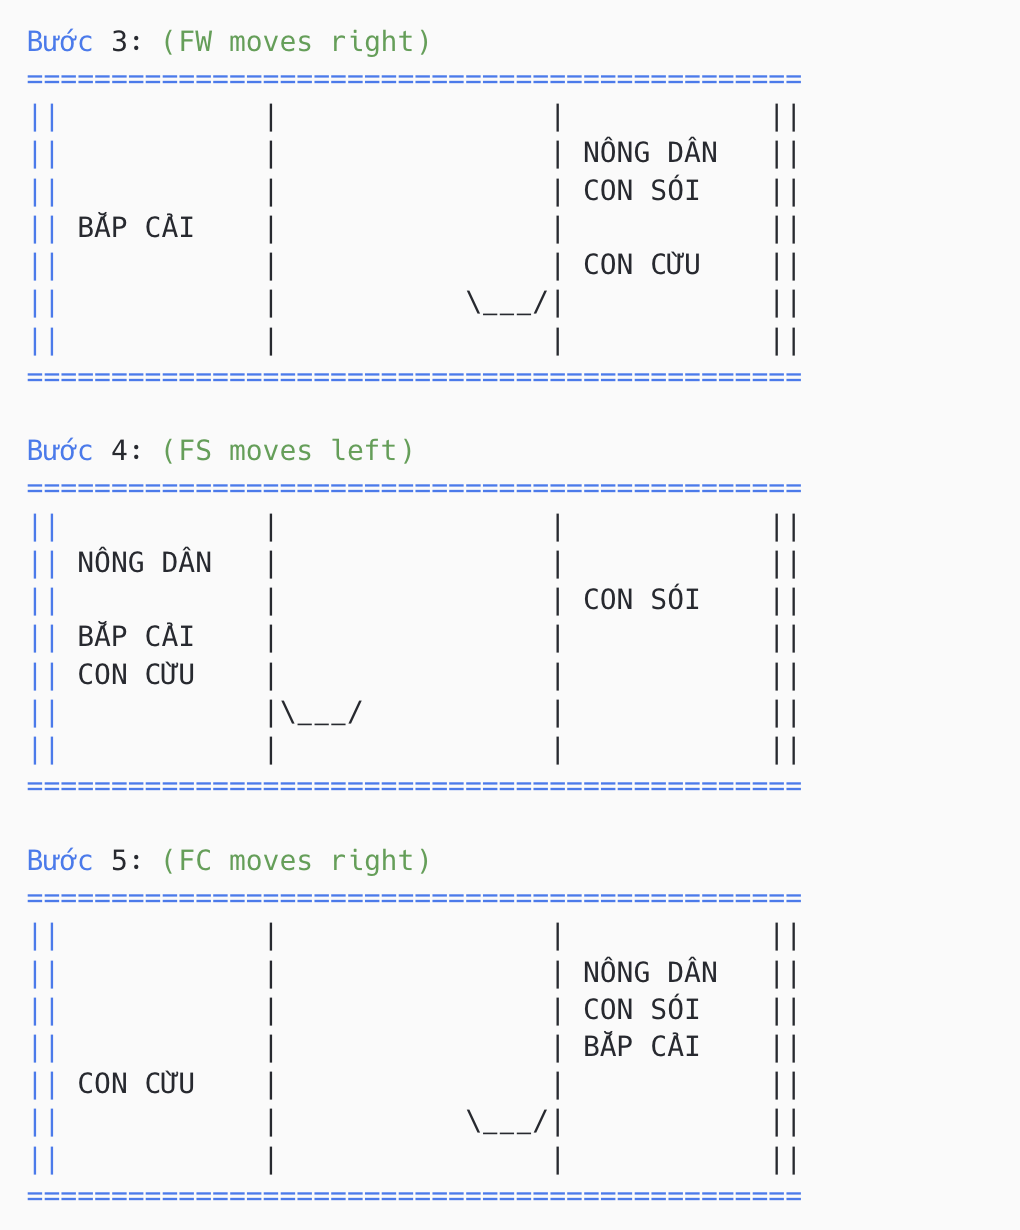 Bước 3: (FW moves right)
==============================================
||            |                |            ||
||            |                | NÔNG DÂN   ||
||            |                | CON SÓI    ||
|| BẮP CẢI    |                |            ||
||            |                | CON CỪU    ||
||            |           \___/|            ||
||            |                |            ||
==============================================
Bước 4: (FS moves left)
==============================================
||            |                |            ||
|| NÔNG DÂN   |                |            ||
||            |                | CON SÓI    ||
|| BẮP CẢI    |                |            ||
|| CON CỪU    |                |            ||
||            |\___/           |            ||
||            |                |            ||
==============================================
Bước 5: (FC moves right)
==============================================
||            |                |            ||
||            |                | NÔNG DÂN   ||
||            |                | CON SÓI    ||
||            |                | BẮP CẢI    ||
|| CON CỪU    |                |            ||
||            |           \___/|            ||
||            |                |            ||
==============================================